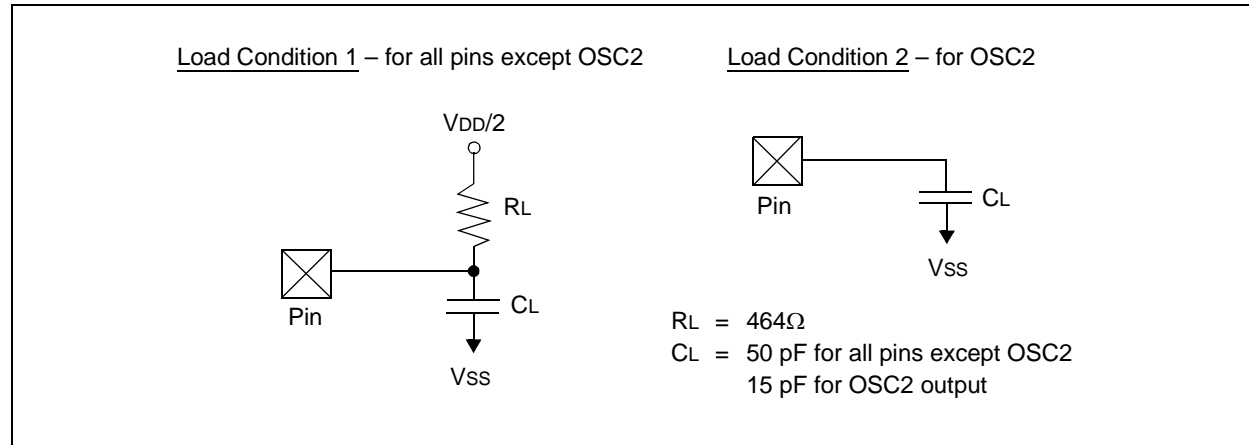 Load Condition 1 – for all pins except OSC2
VDD/2
RL
Pin
CL
VSS
Load Condition 2 – for OSC2
Pin
CL
VSS
RL = 464Ω
CL = 50 pF for all pins except OSC2
15 pF for OSC2 output